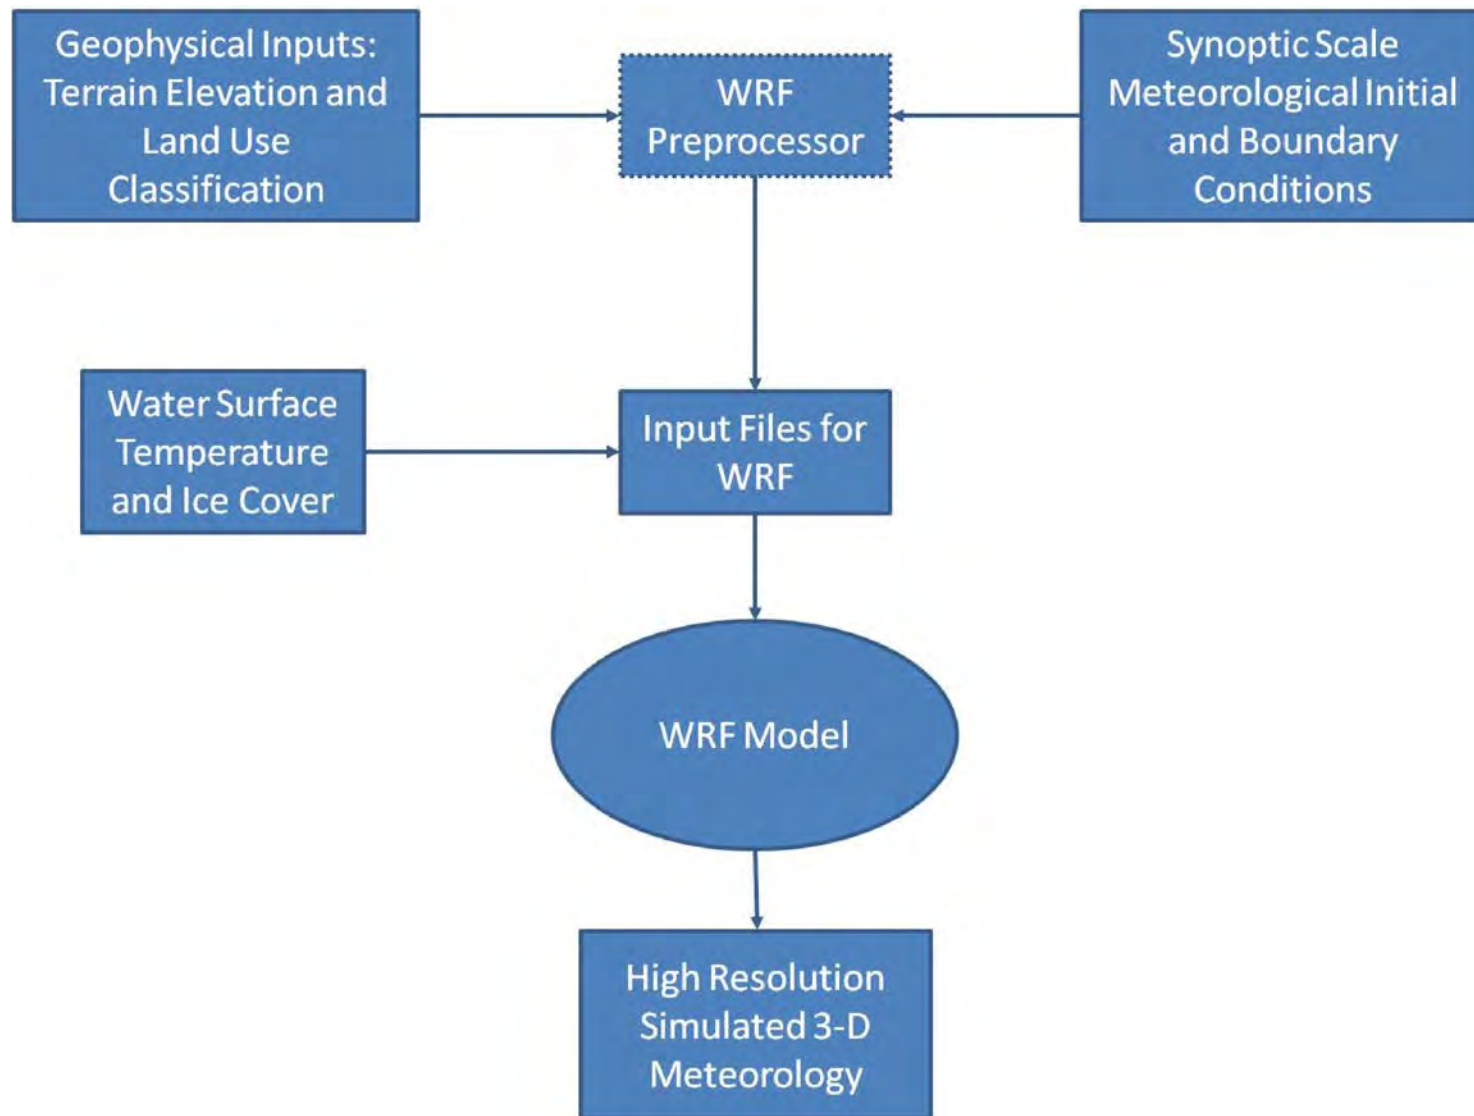 Geophysical Inputs:
Terrain Elevation and
Land Use
Classification
WRF
Preprocessor
Synoptic Scale
Meteorological Initial
and Boundary
Conditions
Water Surface
Temperature
and Ice Cover
Input Files for
WRF
WRF Model
High Resolution
Simulated 3-D
Meteorology